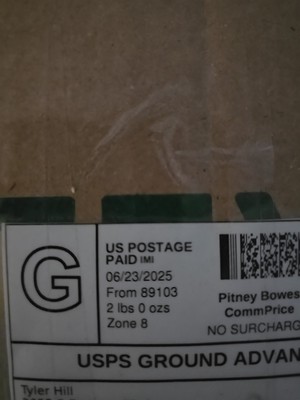 G
US POSTAGE
PAID IMI
06/23/2025
From 89103
2 lbs 0 ozs
Zone 8
Pitney Bowes
CommPrice
NO SURCHARG
USPS GROUND ADVAN
Tyler Hill